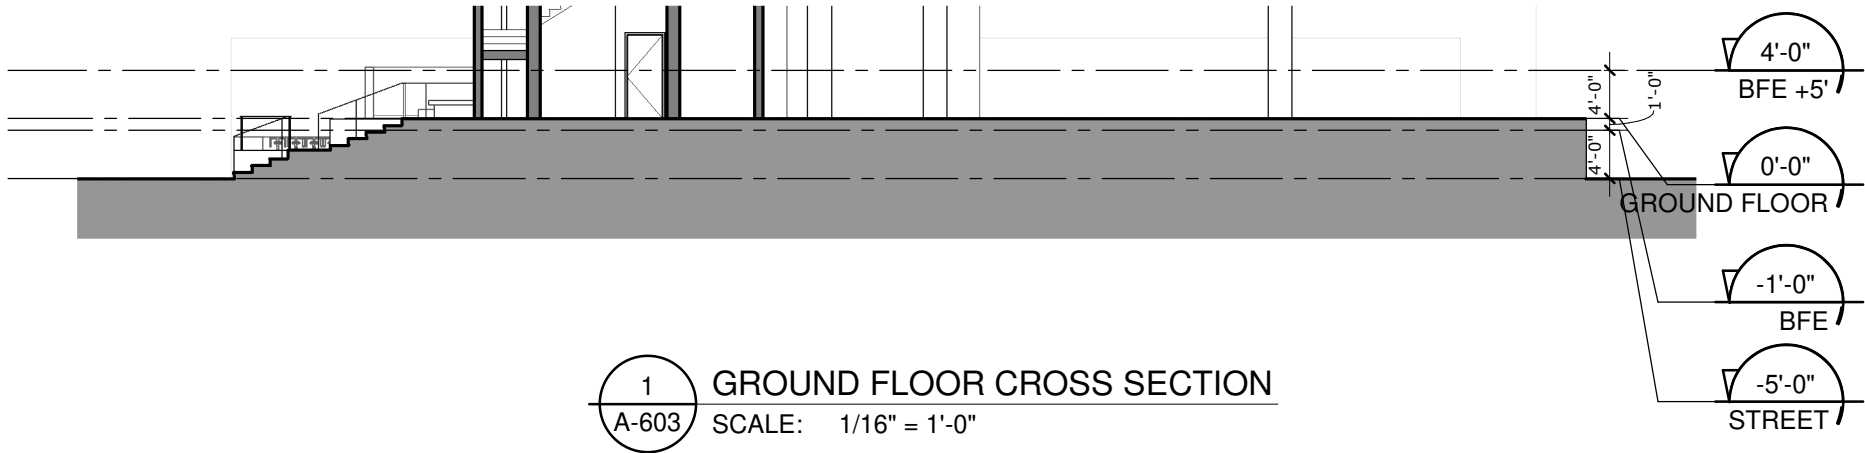 4'-0"
BFE +5'
4'-0"
1'-0"
4'-0"
0'-0"
GROUND FLOOR
-1'-0"
BFE
-5'-0"
STREET
1
A-603
GROUND FLOOR CROSS SECTION
SCALE: 1/16" = 1'-0"